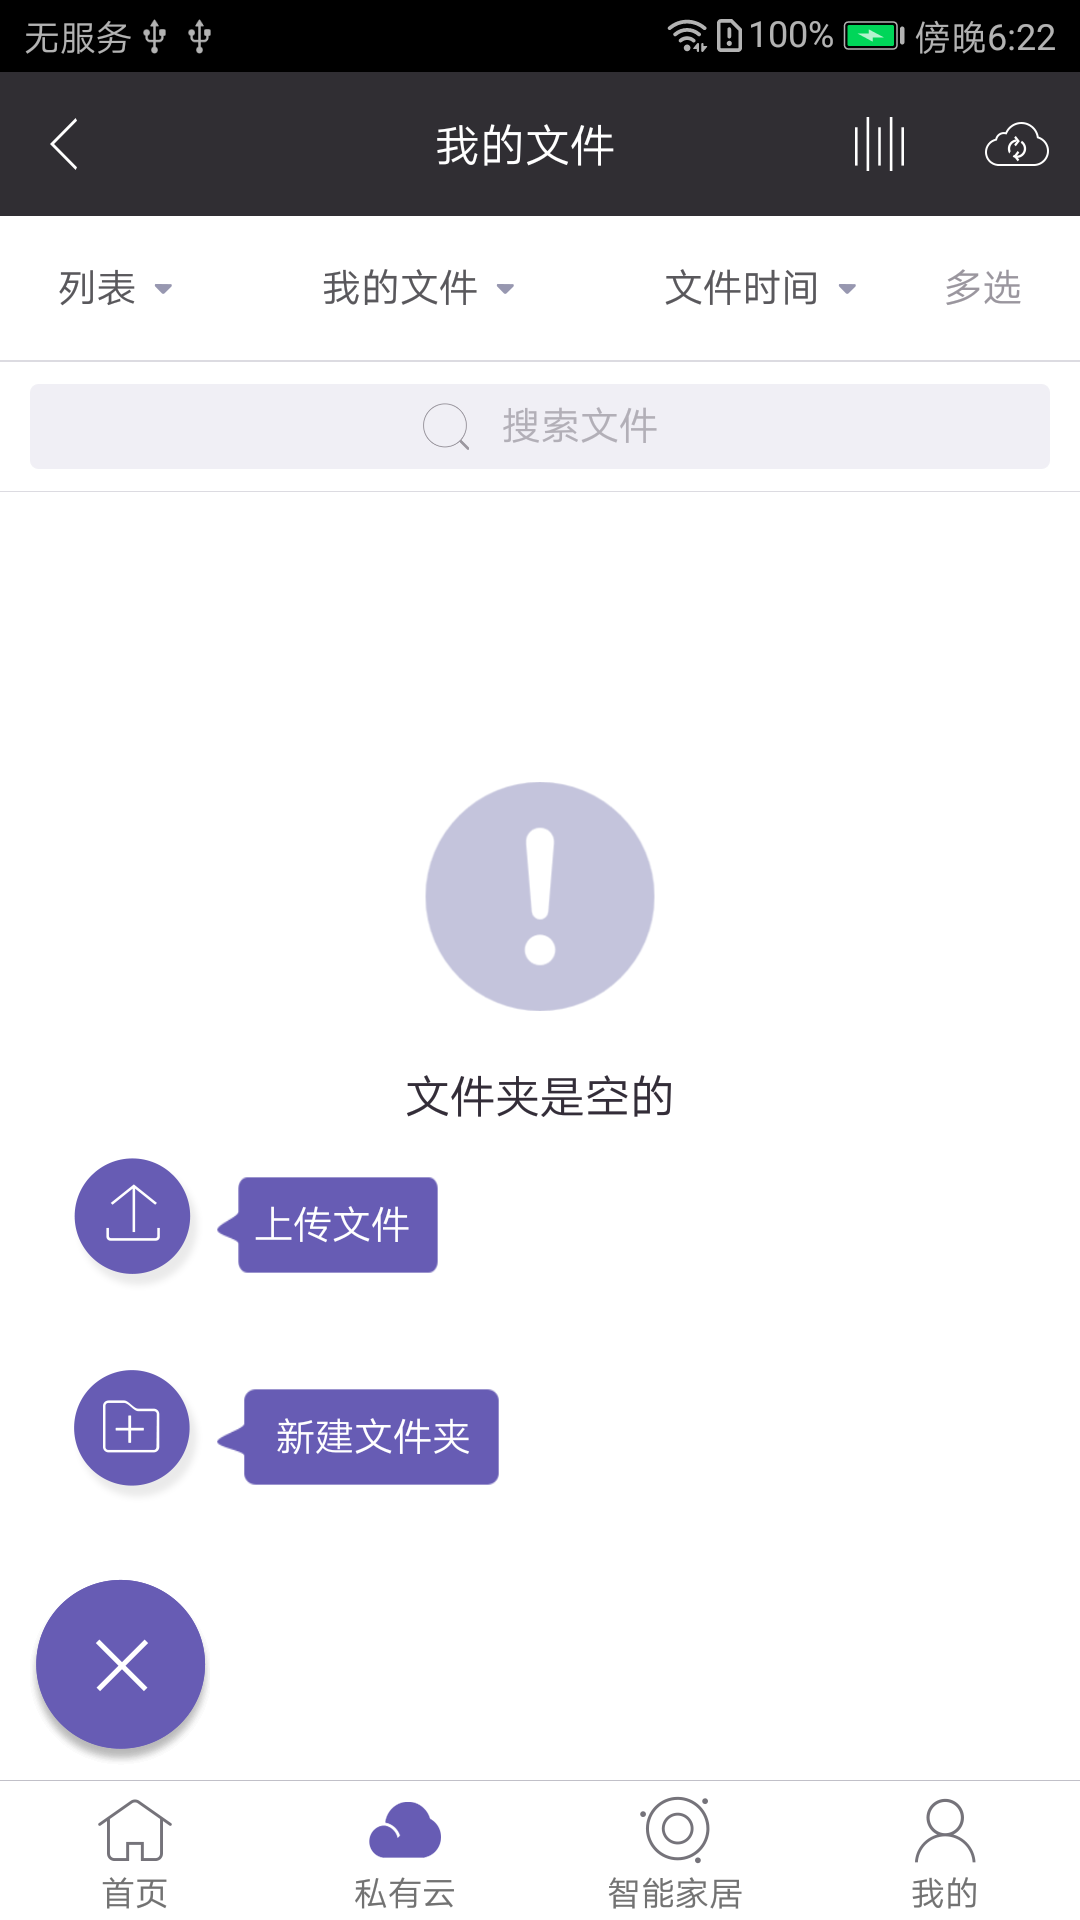 无服务 100% 傍晚6:22
我的文件
列表 我的文件 文件时间 多选
搜索文件
文件夹是空的
上传文件
新建文件夹
首页 私有云 智能家居 我的